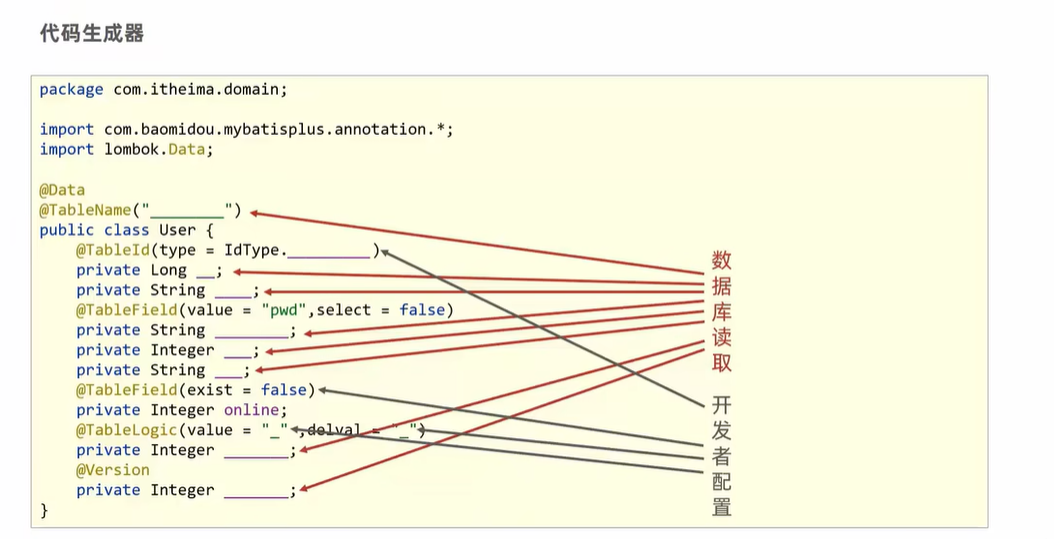 代码生成器
package com.itheima.domain;
import com.baomidou.mybatisplus.annotation.*;
import lombok.Data;
@Data
@TableName("________")
public class User {
@TableId(type = IdType._________)
private Long __;
private String ____;
@TableField(value = "pwd",select = false)
private String ________;
private Integer ___;
private String ___;
@TableField(exist = false)
private Integer online;
@TableLogic(value = "_" ,delval = "_")
private Integer _______;
@Version
private Integer _______;
}
数据库读取
开发者配置